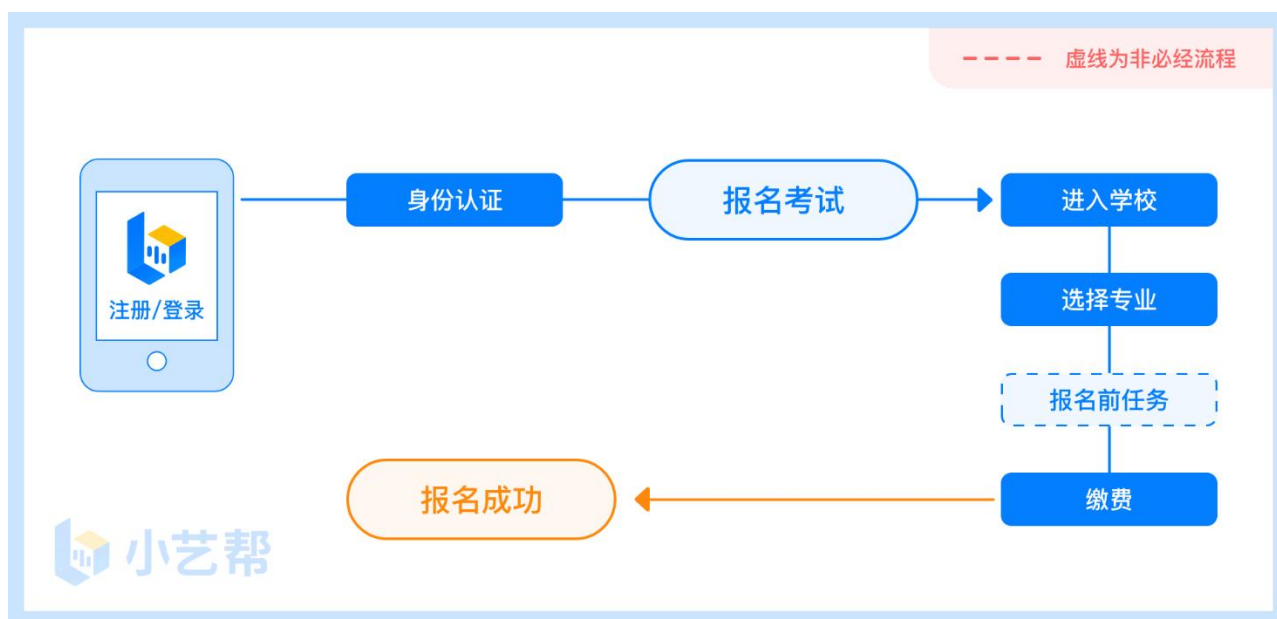 虚线为非必经流程
注册/登录
身份认证
报名考试
进入学校
选择专业
报名前任务
缴费
报名成功
小艺帮